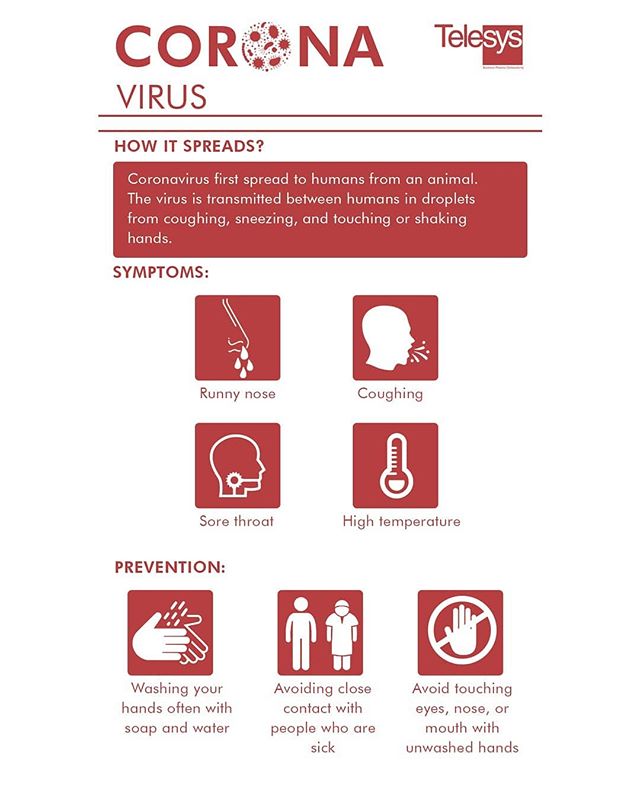 CORONA
Telesys
VIRUS
HOW IT SPREADS?
Coronavirus first spread to humans from an animal.
The virus is transmitted between humans in droplets
from coughing, sneezing, and touching or shaking
hands.
SYMPTOMS:
Runny nose
Coughing
Sore throat
High temperature
PREVENTION:
Washing your
hands often with
soap and water
Avoiding close
contact with
people who are
sick
Avoid touching
eyes, nose, or
mouth with
unwashed hands